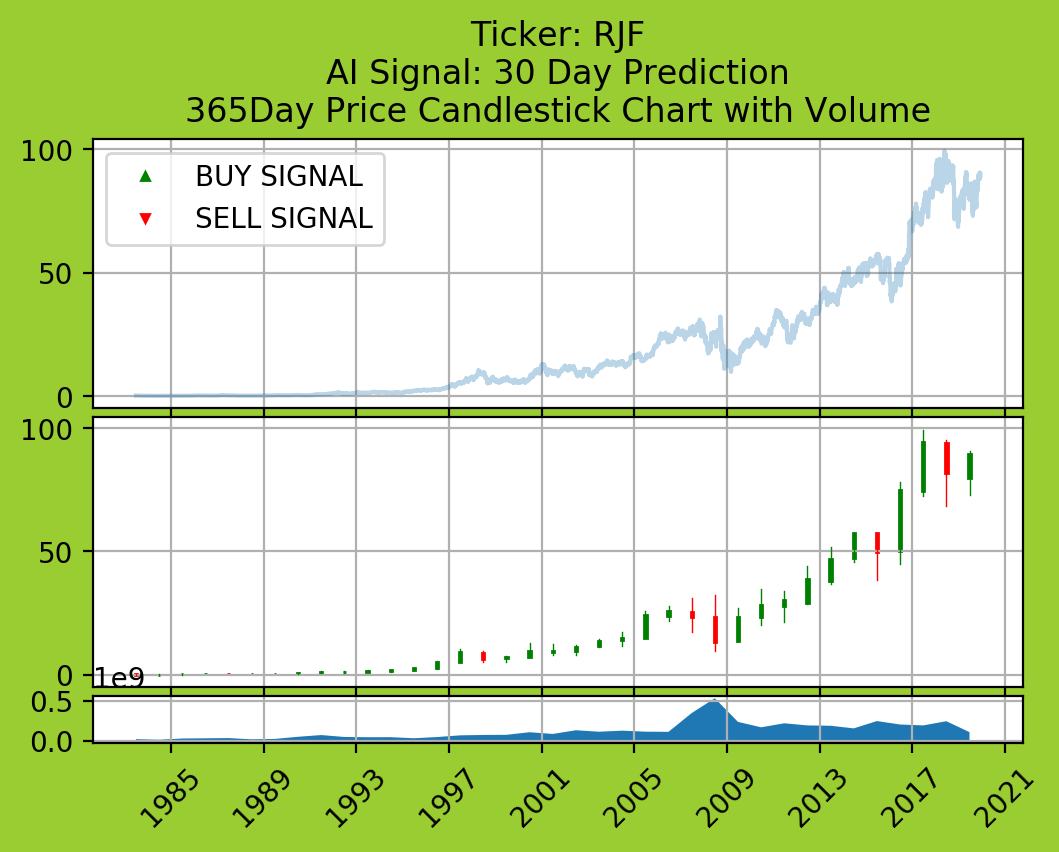 Ticker: RJF
AI Signal: 30 Day Prediction
365Day Price Candlestick Chart with Volume
100
BUY SIGNAL
SELL SIGNAL
50
0
100
50
0
1e9
0.5
0.0
1985 1989 1993 1997 2001 2005 2009 2013 2017 2021